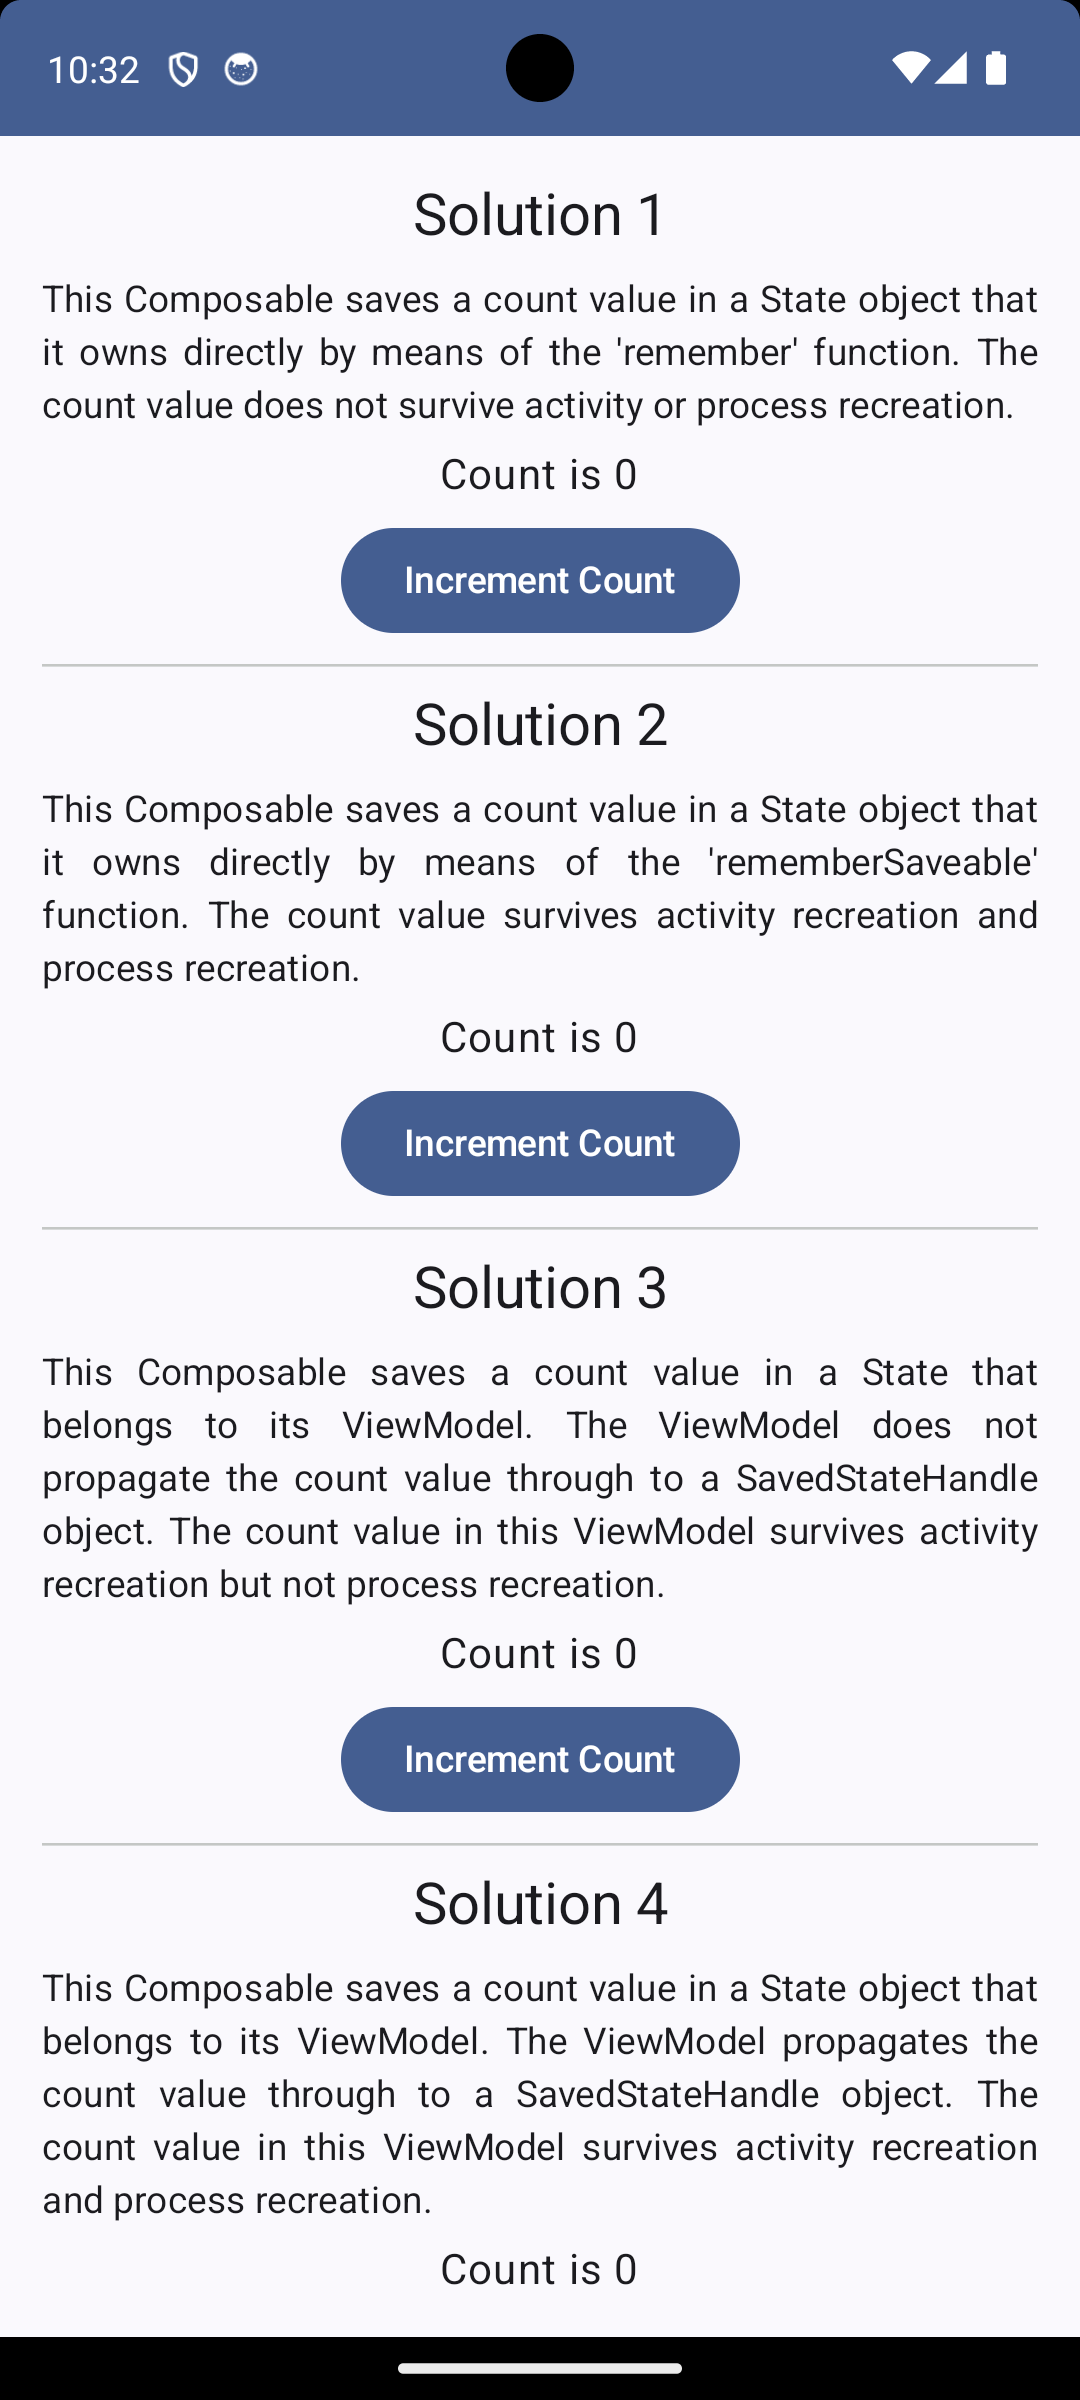 10:32
Solution 1
This Composable saves a count value in a State object that
it owns directly by means of the 'remember' function. The
count value does not survive activity or process recreation.
Count is 0
Increment Count
Solution 2
This Composable saves a count value in a State object that
it owns directly by means of the 'rememberSaveable'
function. The count value survives activity recreation and
process recreation.
Count is 0
Increment Count
Solution 3
This Composable saves a count value in a State that
belongs to its ViewModel. The ViewModel does not
propagate the count value through to a SavedStateHandle
object. The count value in this ViewModel survives activity
recreation but not process recreation.
Count is 0
Increment Count
Solution 4
This Composable saves a count value in a State object that
belongs to its ViewModel. The ViewModel propagates the
count value through to a SavedStateHandle object. The
count value in this ViewModel survives activity recreation
and process recreation.
Count is 0